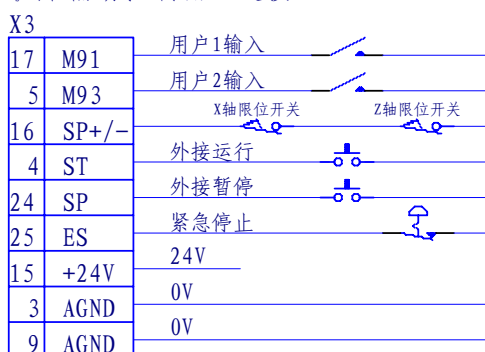 X3
17 M91 用户1输入
5 M93 用户2输入
X轴限位开关 Z轴限位开关
16 SP+/-
4 ST 外接运行
24 SP 外接暂停
25 ES 紧急停止
15 +24V 24V
3 AGND 0V
9 AGND 0V